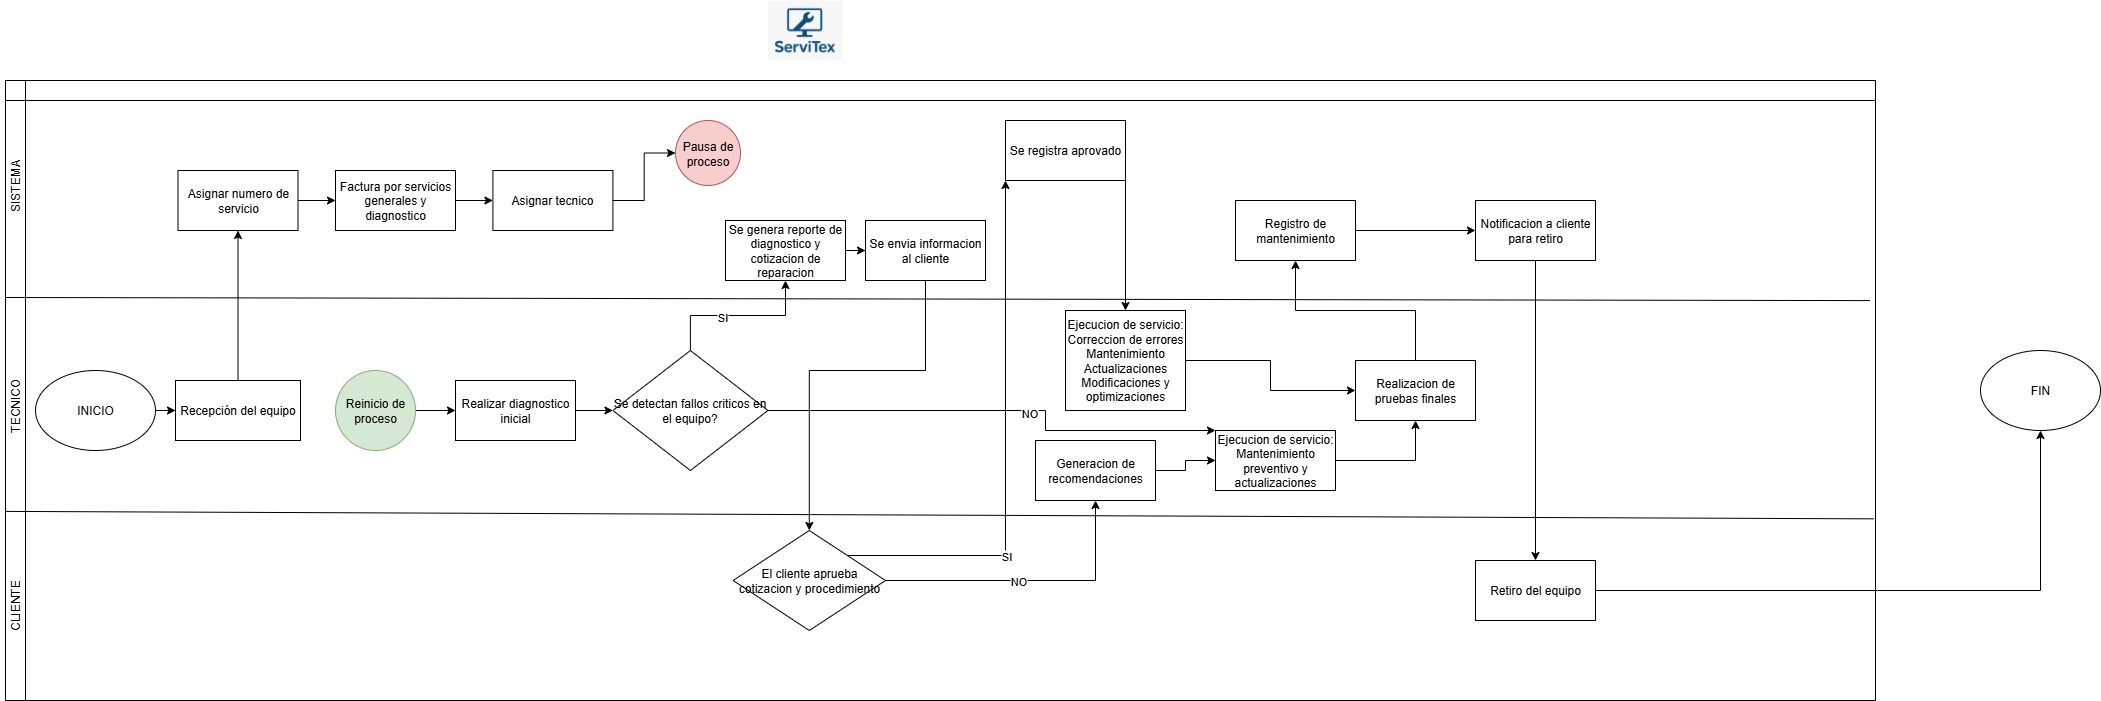 ServiTex
SISTEMA
Asignar numero de
servicio
Factura por servicios
generales y
diagnostico
Asignar tecnico
Pausa de
proceso
Se genera reporte de
diagnostico y
cotizacion de
reparacion
Se envia informacion
al cliente
Se registra aprovado
Registro de
mantenimiento
Notificacion a cliente
para retiro
TECNICO
INICIO
Recepción del equipo
Reinicio de
proceso
Realizar diagnostico
inicial
SI
Se detectan fallos criticos en
el equipo?
NO
Ejecucion de servicio:
Correccion de errores
Mantenimiento
Actualizaciones
Modificaciones y
optimizaciones
Generacion de
recomendaciones
Ejecucion de servicio:
Mantenimiento
preventivo y
actualizaciones
Realizacion de
pruebas finales
FIN
CLIENTE
El cliente aprueba
cotizacion y procedimiento
SI
NO
Retiro del equipo